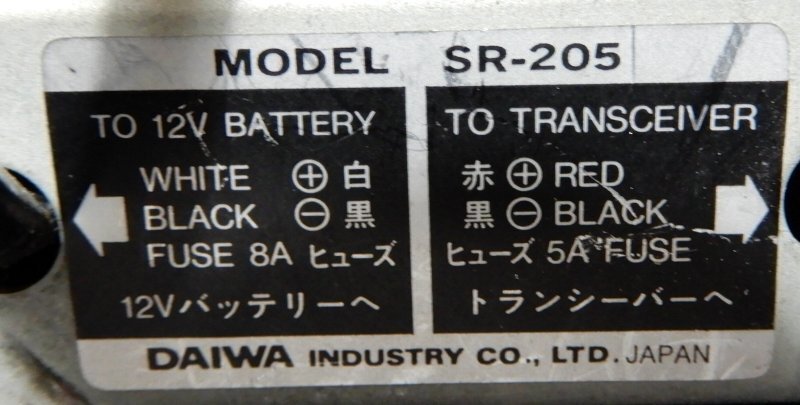 MODEL SR-205
TO 12V BATTERY
WHITE ⊕ 白
BLACK ⊖ 黒
FUSE 8A ヒューズ
12Vバッテリーへ
TO TRANSCEIVER
赤 ⊕ RED
黒 ⊖ BLACK
ヒューズ 5A FUSE
トランシーバーへ
DAIWA INDUSTRY CO., LTD. JAPAN